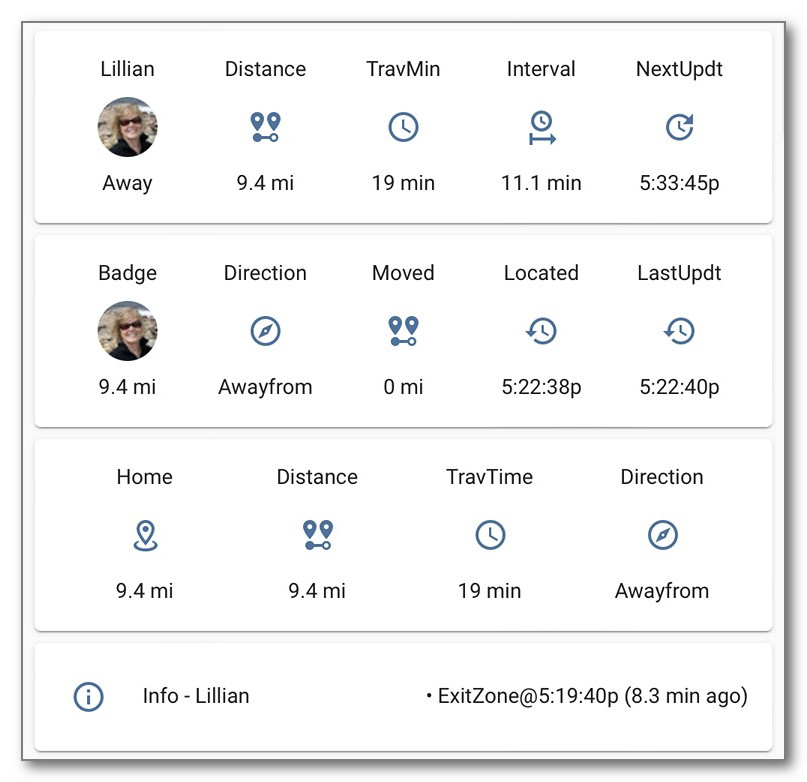 Lillian Distance TravMin Interval NextUpdt
Away 9.4 mi 19 min 11.1 min 5:33:45p
Badge Direction Moved Located LastUpdt
9.4 mi Awayfrom 0 mi 5:22:38p 5:22:40p
Home Distance TravTime Direction
9.4 mi 9.4 mi 19 min Awayfrom
Info - Lillian • ExitZone@5:19:40p (8.3 min ago)